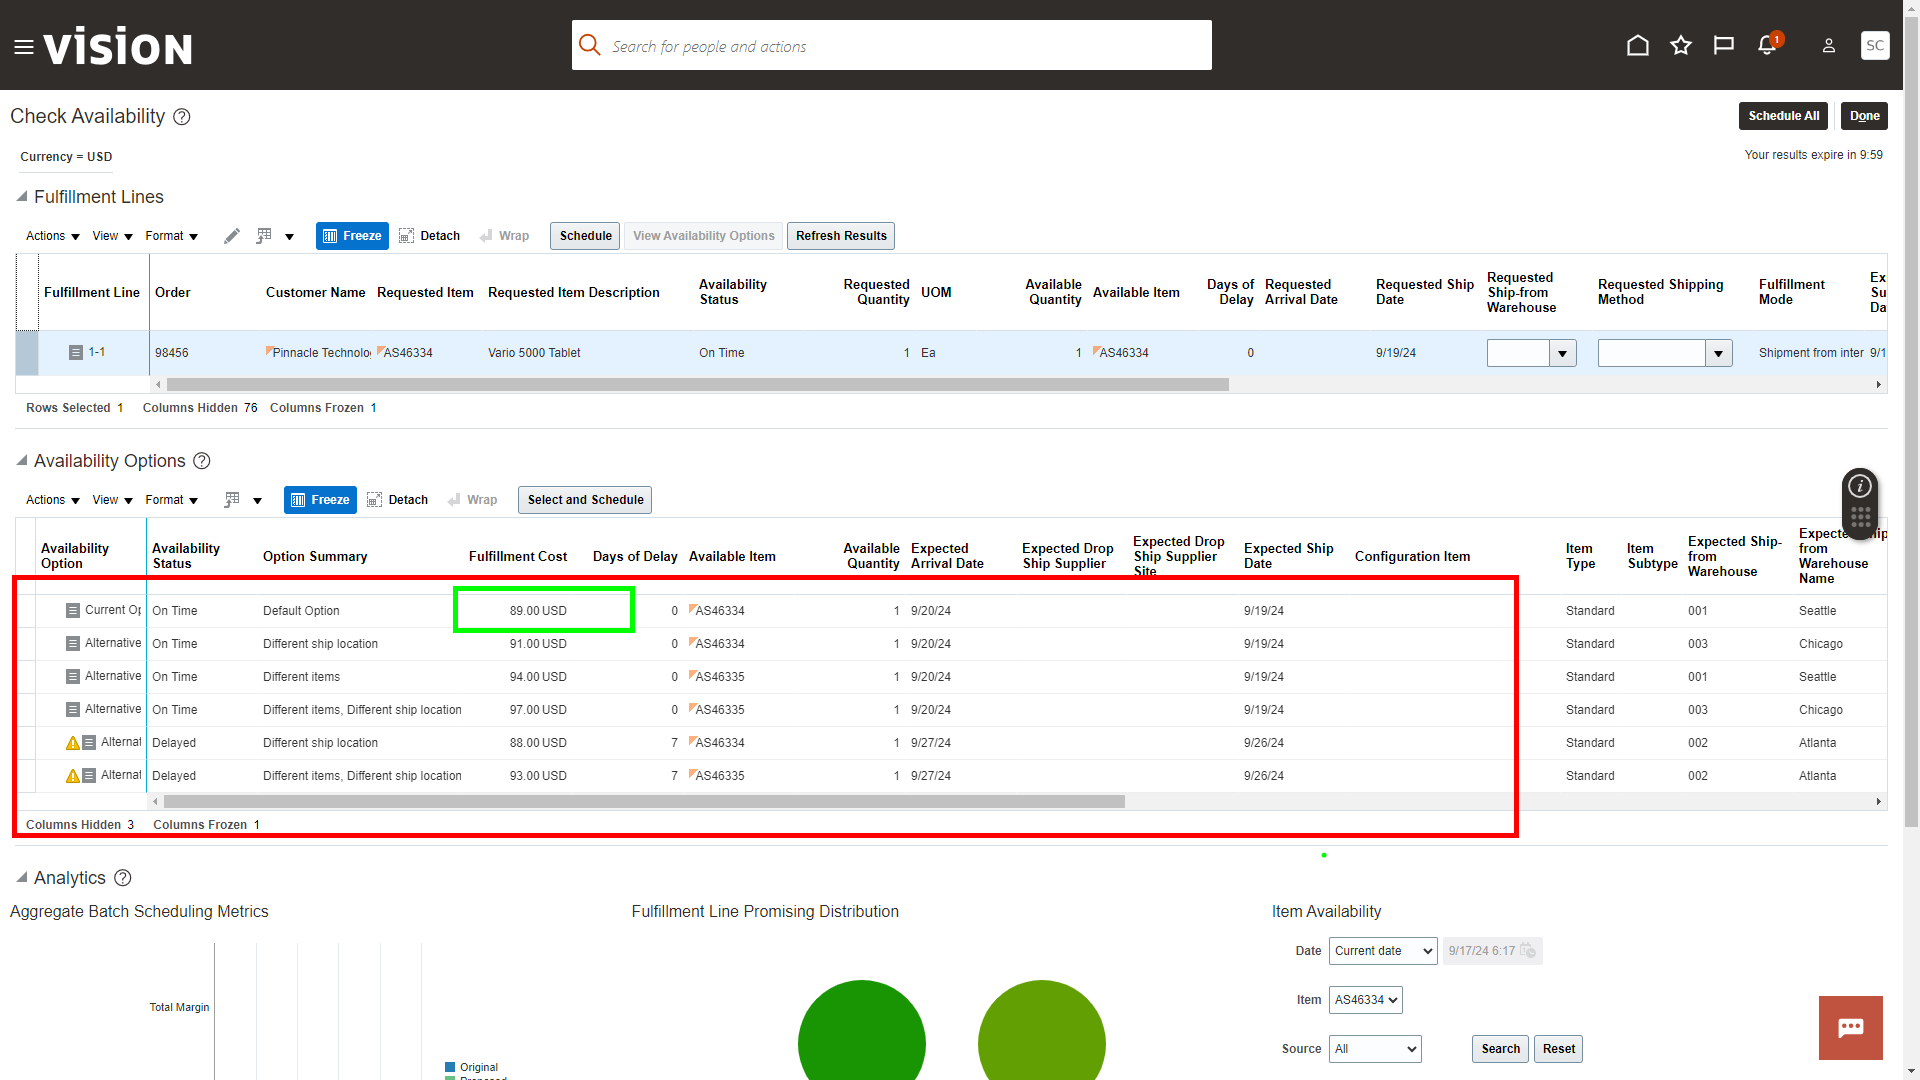 VISION
Search for people and actions
1
SC
Check Availability
Schedule All
Done
Currency = USD
Your results expire in 9:59
Fulfillment Lines
Actions View Format Freeze Detach Wrap Schedule View Availability Options Refresh Results
Fulfillment Line Order Customer Name Requested Item Requested Item Description Availability Status Requested Quantity UOM Available Quantity Available Item Days of Delay Requested Arrival Date Requested Ship Date Requested Ship-from Warehouse Requested Shipping Method Fulfillment Mode Ex Su Da
1-1 98456 Pinnacle Technolo AS46334 Vario 5000 Tablet On Time 1 Ea 1 AS46334 0 9/19/24 Shipment from inter 9/1
Rows Selected 1 Columns Hidden 76 Columns Frozen 1
Availability Options
Actions View Format Freeze Detach Wrap Select and Schedule
Availability Option Availability Status Option Summary Fulfillment Cost Days of Delay Available Item Available Quantity Expected Arrival Date Expected Drop Ship Supplier Expected Drop Ship Supplier Site Expected Ship Date Configuration Item Item Type Item Subtype Expected Ship-from Warehouse Expected Ship from Warehouse Name
Current Op On Time Default Option 89.00 USD 0 AS46334 1 9/20/24 9/19/24 Standard 001 Seattle
Alternative On Time Different ship location 91.00 USD 0 AS46334 1 9/20/24 9/19/24 Standard 003 Chicago
Alternative On Time Different items 94.00 USD 0 AS46335 1 9/20/24 9/19/24 Standard 001 Seattle
Alternative On Time Different items, Different ship location 97.00 USD 0 AS46335 1 9/20/24 9/19/24 Standard 003 Chicago
Alternat Delayed Different ship location 88.00 USD 7 AS46334 1 9/27/24 9/26/24 Standard 002 Atlanta
Alternat Delayed Different items, Different ship location 93.00 USD 7 AS46335 1 9/27/24 9/26/24 Standard 002 Atlanta
Columns Hidden 3 Columns Frozen 1
Analytics
Aggregate Batch Scheduling Metrics
Fulfillment Line Promising Distribution
Item Availability
Date Current date 9/17/24 6:17
Total Margin
Item AS46334
Source All Search Reset
Original